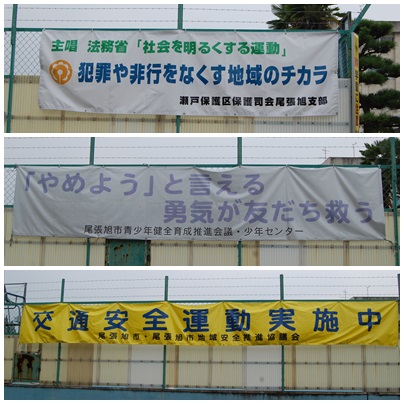 主唱 法務省「社会を明るくする運動」
犯罪や非行をなくす地域のチカラ
瀬戸保護区保護司会尾張旭支部
「やめよう」と言える
勇気が友だち救う
尾張旭市青少年健全育成推進会議・少年センター
交通安全運動実施中
尾張旭市・尾張旭市地域安全推進協議会